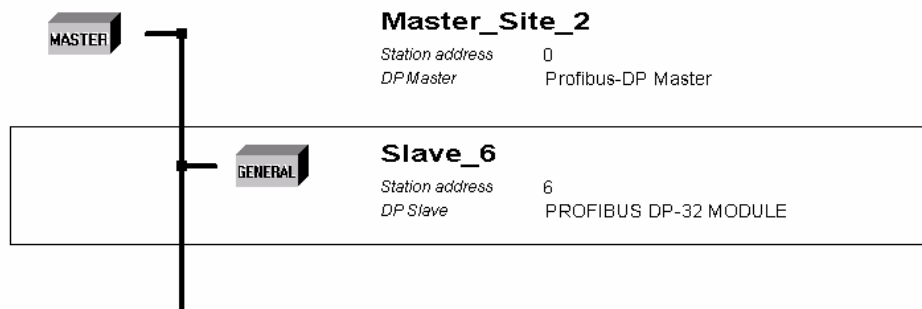 MASTER
Master_Site_2
Station address 0
DP Master Profibus-DP Master
GENERAL
Slave_6
Station address 6
DP Slave PROFIBUS DP-32 MODULE